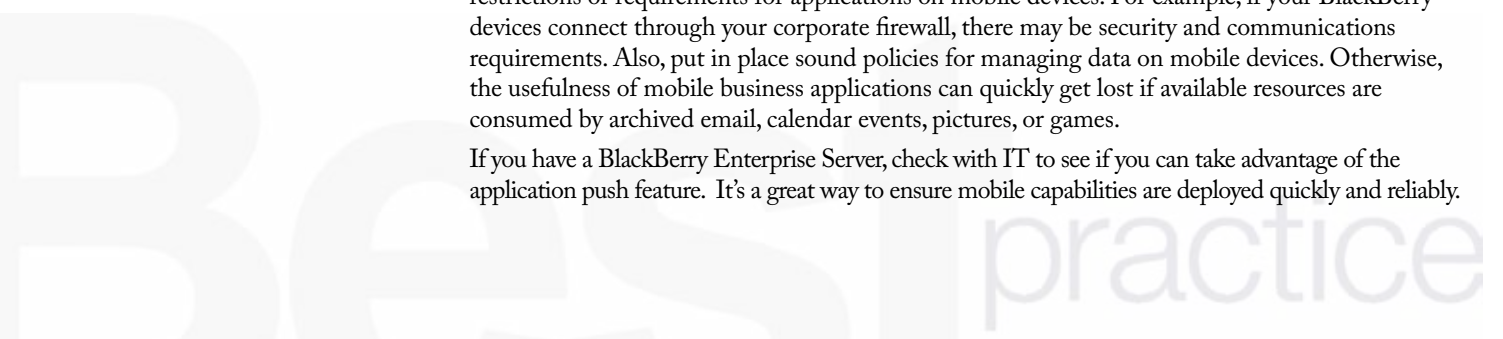 restrictions or requirements for applications on mobile devices. For example, if your BlackBerry
devices connect through your corporate firewall, there may be security and communications
requirements. Also, put in place sound policies for managing data on mobile devices. Otherwise,
the usefulness of mobile business applications can quickly get lost if available resources are
consumed by archived email, calendar events, pictures, or games.
If you have a BlackBerry Enterprise Server, check with IT to see if you can take advantage of the
application push feature. It’s a great way to ensure mobile capabilities are deployed quickly and reliably.
Best
practice